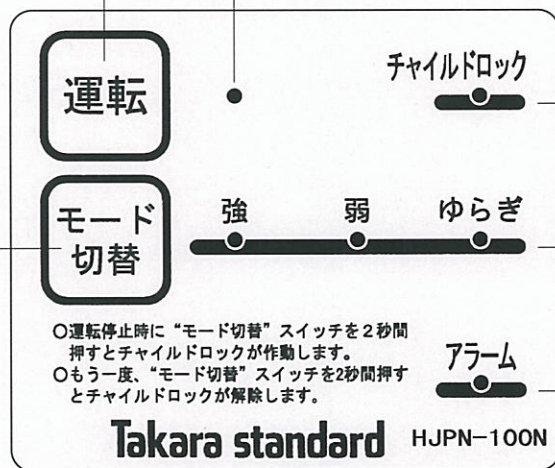 運転
チャイルドロック
モード
切替
強 弱 ゆらぎ
○運転停止時に“モード切替”スイッチを２秒間
押すとチャイルドロックが作動します。
○もう一度、“モード切替”スイッチを2秒間押す
とチャイルドロックが解除します。
アラーム
Takara standard HJPN-100N